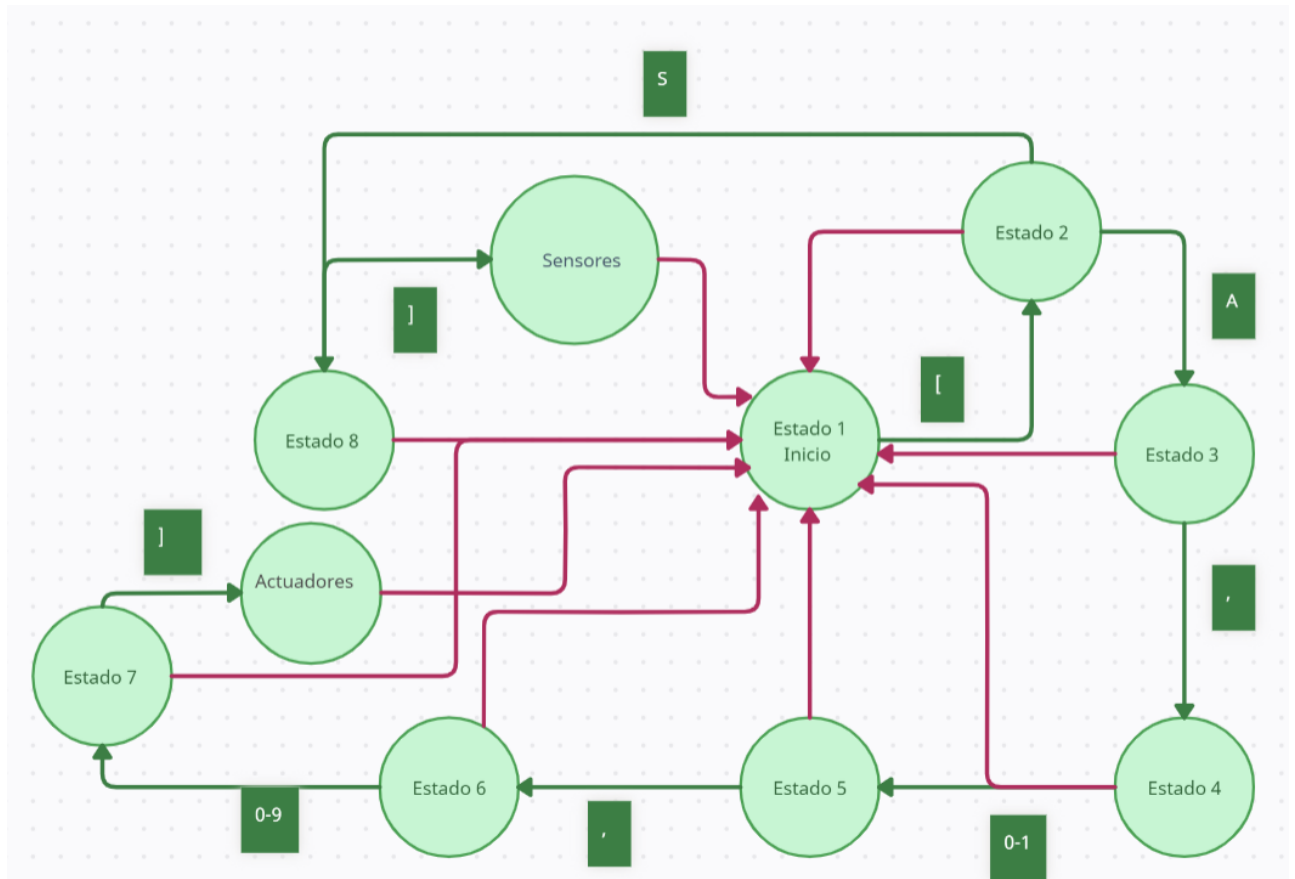 S
Estado 2
Sensores
A
]
[
Estado 8
Estado 1
Inicio
Estado 3
]
Actuadores
,
Estado 7
Estado 6
Estado 5
Estado 4
0-9
,
0-1